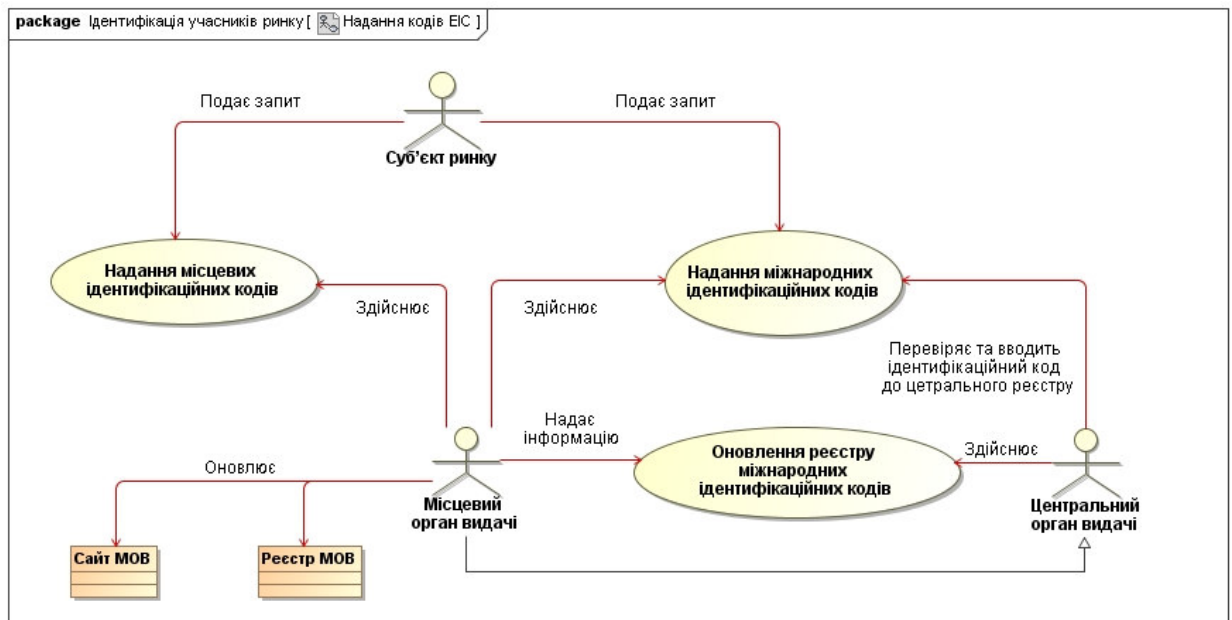 package Ідентифікація учасників ринку [ Надання кодів ЕІС ]
Подає запит
Подає запит
Суб'єкт ринку
Надання місцевих
ідентифікаційних кодів
Надання міжнародних
ідентифікаційних кодів
Здійснює
Здійснює
Перевіряє та вводить
ідентифікаційний код
до цетрального реєстру
Надає
інформацію
Оновлення реєстру
міжнародних
ідентифікаційних кодів
Здійснює
Оновлює
Місцевий
орган видачі
Центральний
орган видачі
Сайт МОВ
Реєстр МОВ